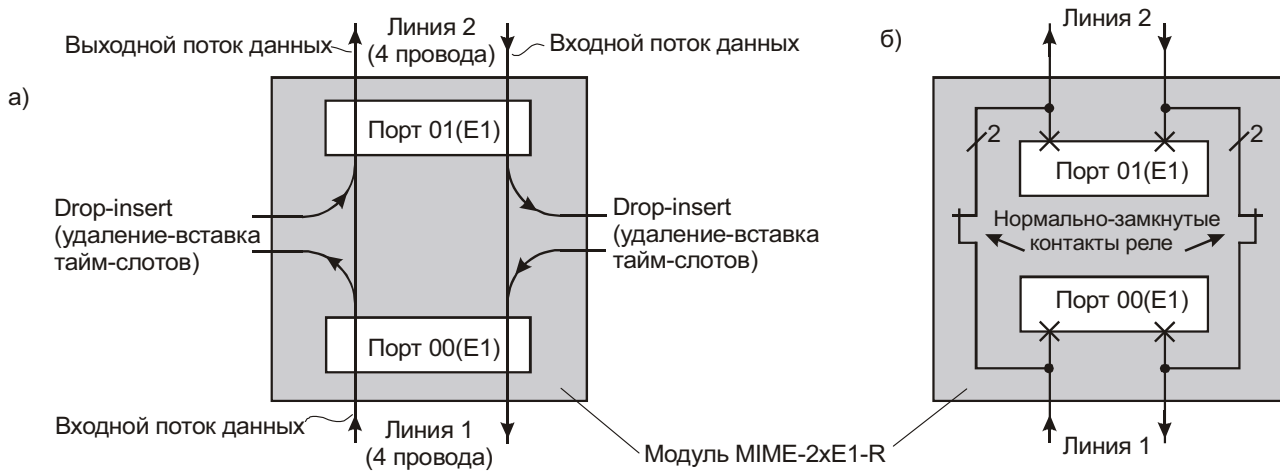 а)
Выходной поток данных
Линия 2
(4 провода)
Входной поток данных
Порт 01(E1)
Drop-insert
(удаление-вставка
тайм-слотов)
Drop-insert
(удаление-вставка
тайм-слотов)
Порт 00(E1)
Входной поток данных
Линия 1
(4 провода)
Модуль MIME-2xE1-R
б)
Линия 2
2
2
Порт 01(E1)
Нормально-замкнутые
контакты реле
Порт 00(E1)
Линия 1